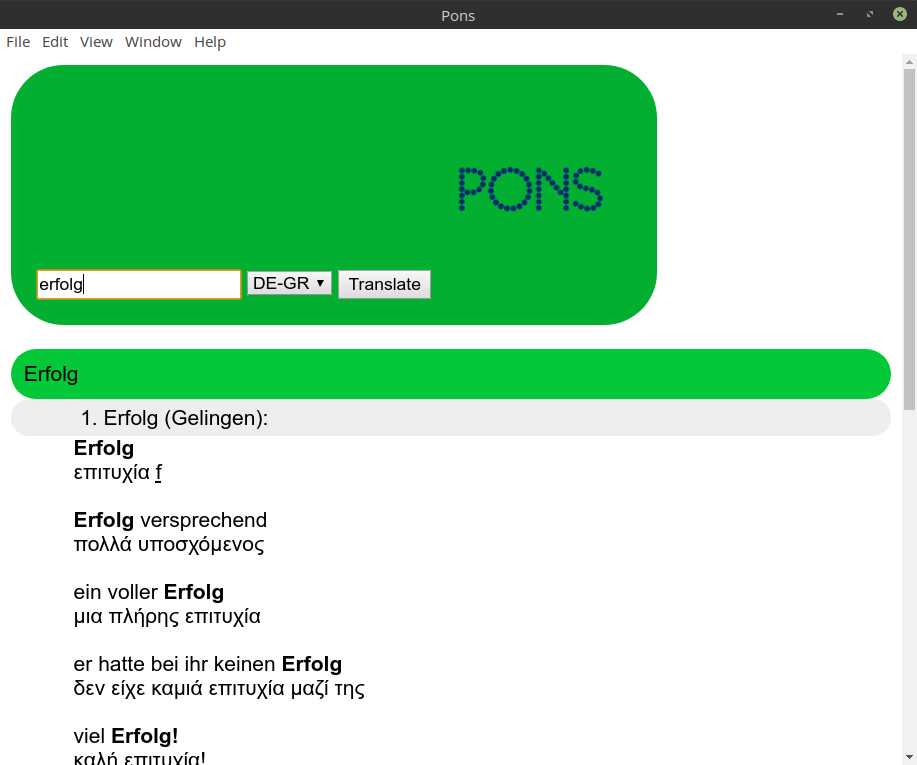 Pons
File Edit View Window Help
PONS
erfolg DE-GR Translate
Erfolg
1. Erfolg (Gelingen):
Erfolg
επιτυχία f
Erfolg versprechend
πολλά υποσχόμενος
ein voller Erfolg
μια πλήρης επιτυχία
er hatte bei ihr keinen Erfolg
δεν είχε καμιά επιτυχία μαζί της
viel Erfolg!
καλή επιτυχία!